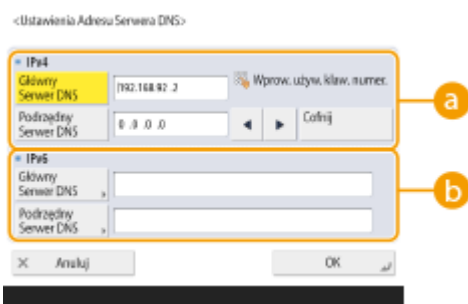 <Ustawienia Adresu Serwera DNS>
IPv4
Główny
Serwer DNS
192.168.92.2
Wprow. używ. klaw. numer.
a
Podrzędny
Serwer DNS
0.0.0.0
◄ ► Cofnij
IPv6
Główny
Serwer DNS
b
Podrzędny
Serwer DNS
× Anuluj
OK